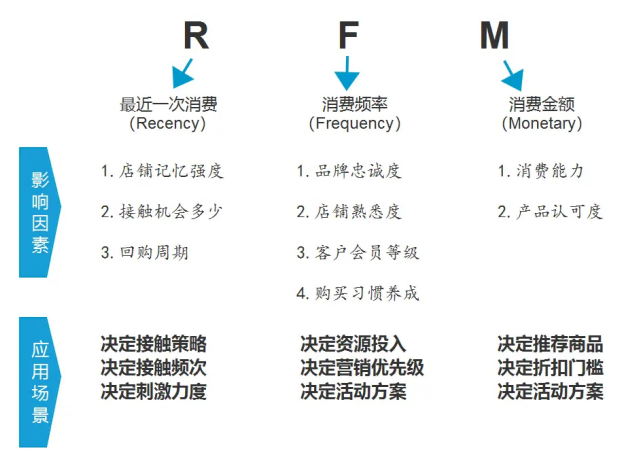 R F M
最近一次消费 消费频率 消费金额
（Recency） （Frequency） （Monetary）
影响因素
1.店铺记忆强度 1.品牌忠诚度 1.消费能力
2.接触机会多少 2.店铺熟悉度 2.产品认可度
3.回购周期 3.客户会员等级
4.购买习惯养成
应用场景
决定接触策略 决定资源投入 决定推荐商品
决定接触频次 决定营销优先级 决定折扣门槛
决定刺激力度 决定活动方案 决定活动方案